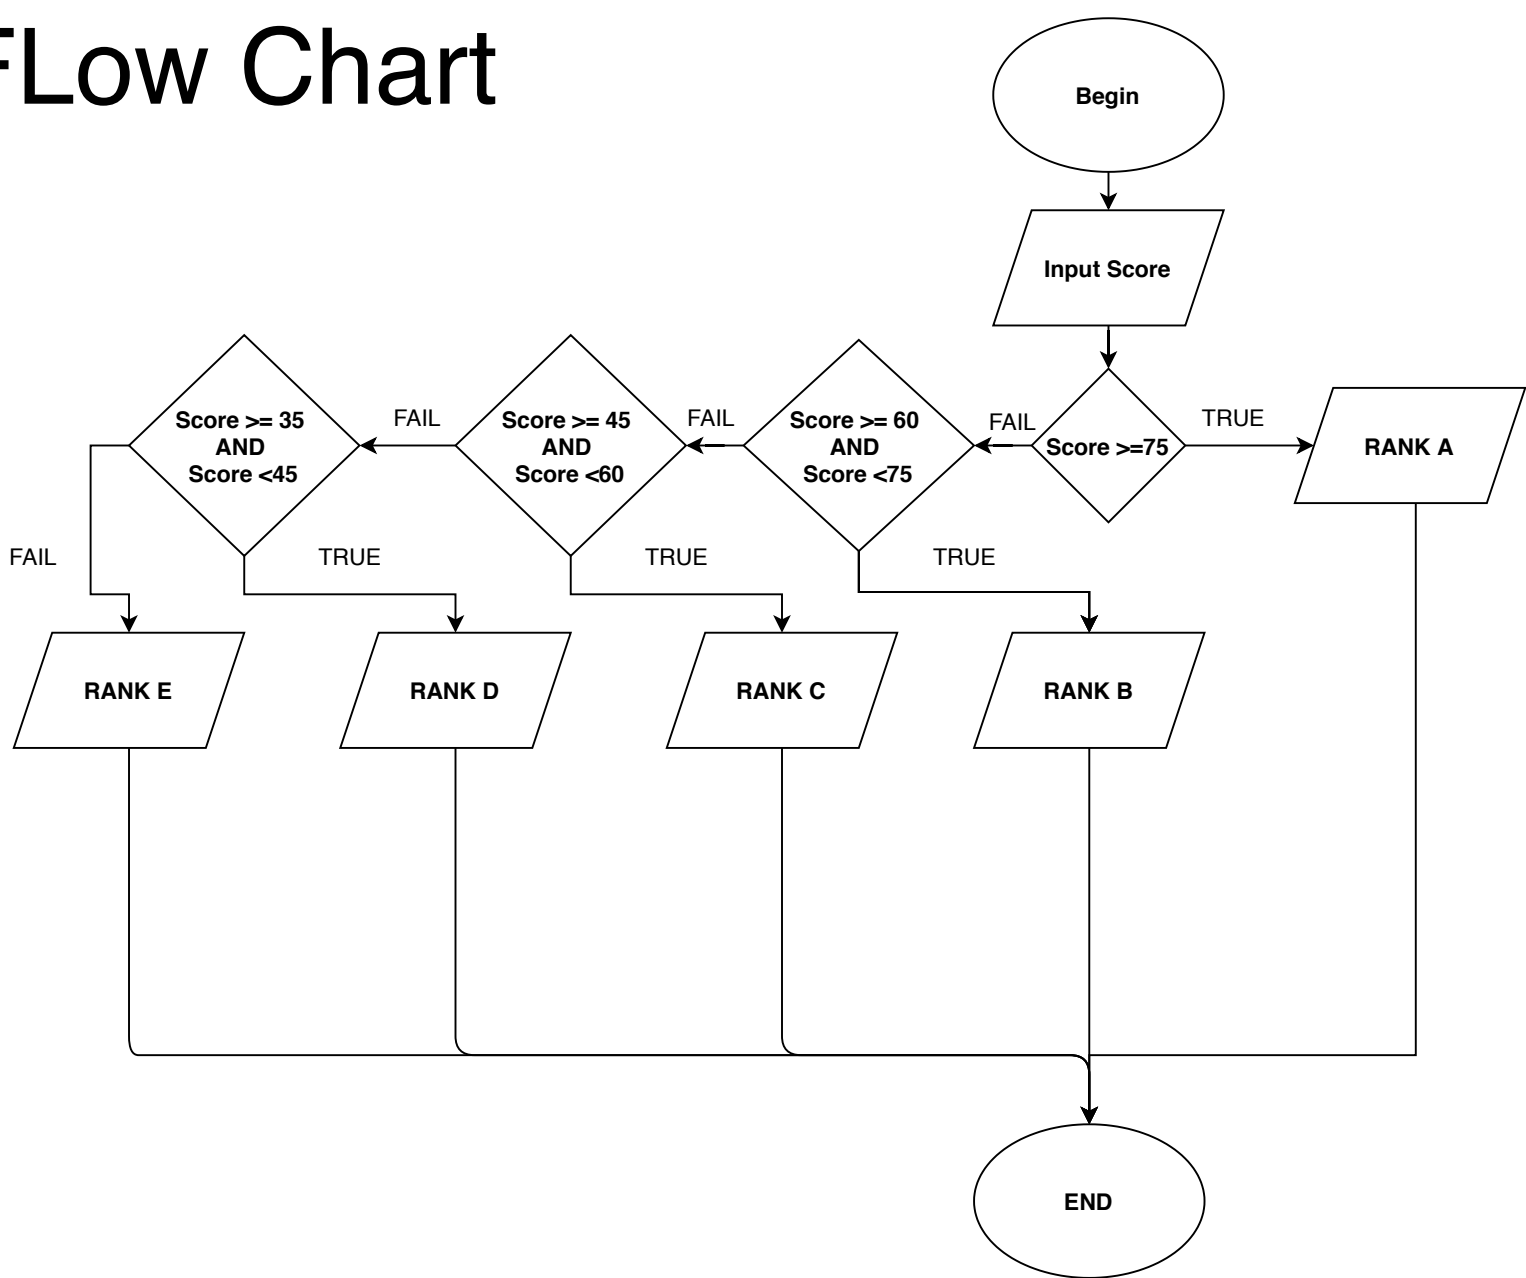 FLow Chart
Begin
Input Score
Score >= 35
AND
Score <45
FAIL
Score >= 45
AND
Score <60
FAIL
Score >= 60
AND
Score <75
FAIL
Score >=75
TRUE
RANK A
FAIL
TRUE
TRUE
TRUE
RANK E
RANK D
RANK C
RANK B
END